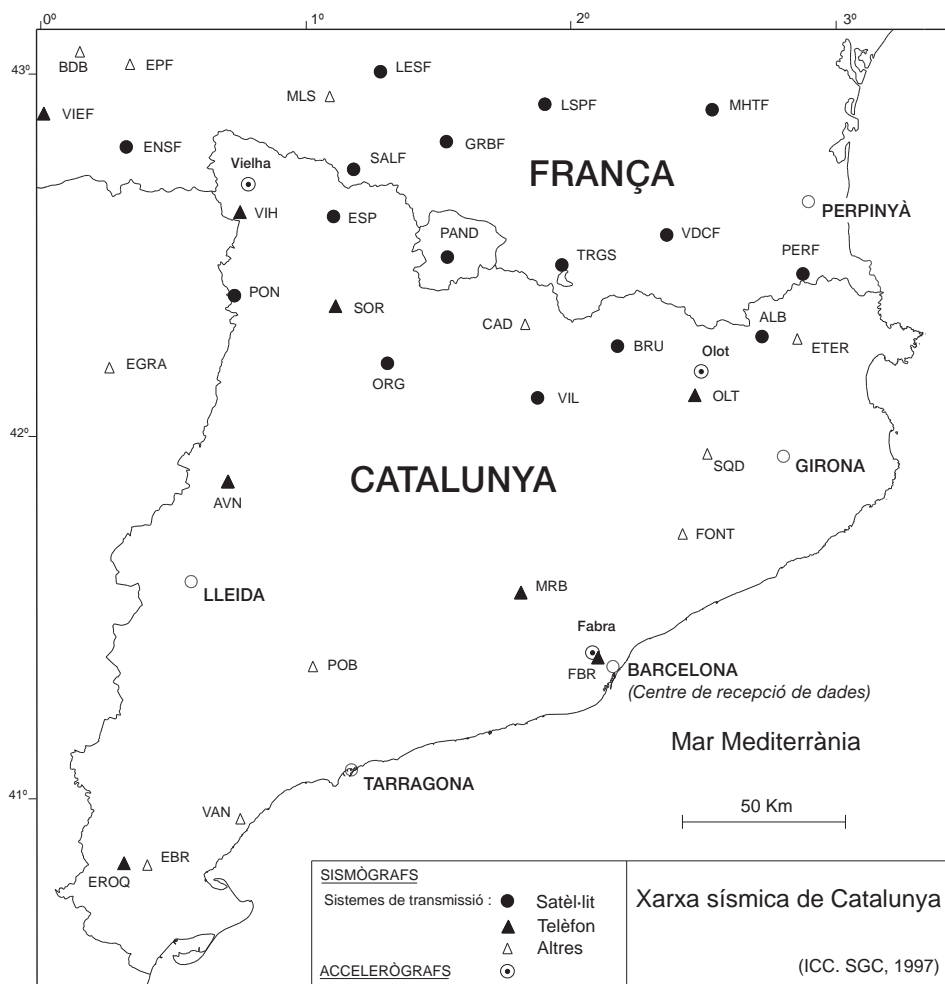 0º 1º 2º 3º
43º
BDB
EPF
LESF
MLS
LSPF
MHTF
VIEF
ENSF
GRBF
SALF
Vielha
FRANÇA
PERPINYÀ
VIH
ESP
PAND
VDCF
TRGS
PERF
PON
SOR
CAD
ALB
ETER
BRU
Olot
EGRA
ORG
VIL
OLT
42º
CATALUNYA
SQD
GIRONA
AVN
FONT
LLEIDA
MRB
Fabra
FBR
BARCELONA
(Centre de recepció de dades)
POB
Mar Mediterrània
TARRAGONA
41º
50 Km
VAN
EBR
EROQ
SISMÒGRAFS
Sistemes de transmissió : Satèl·lit
Telèfon
Altres
ACCELERÒGRAFS
Xarxa sísmica de Catalunya
(ICC. SGC, 1997)